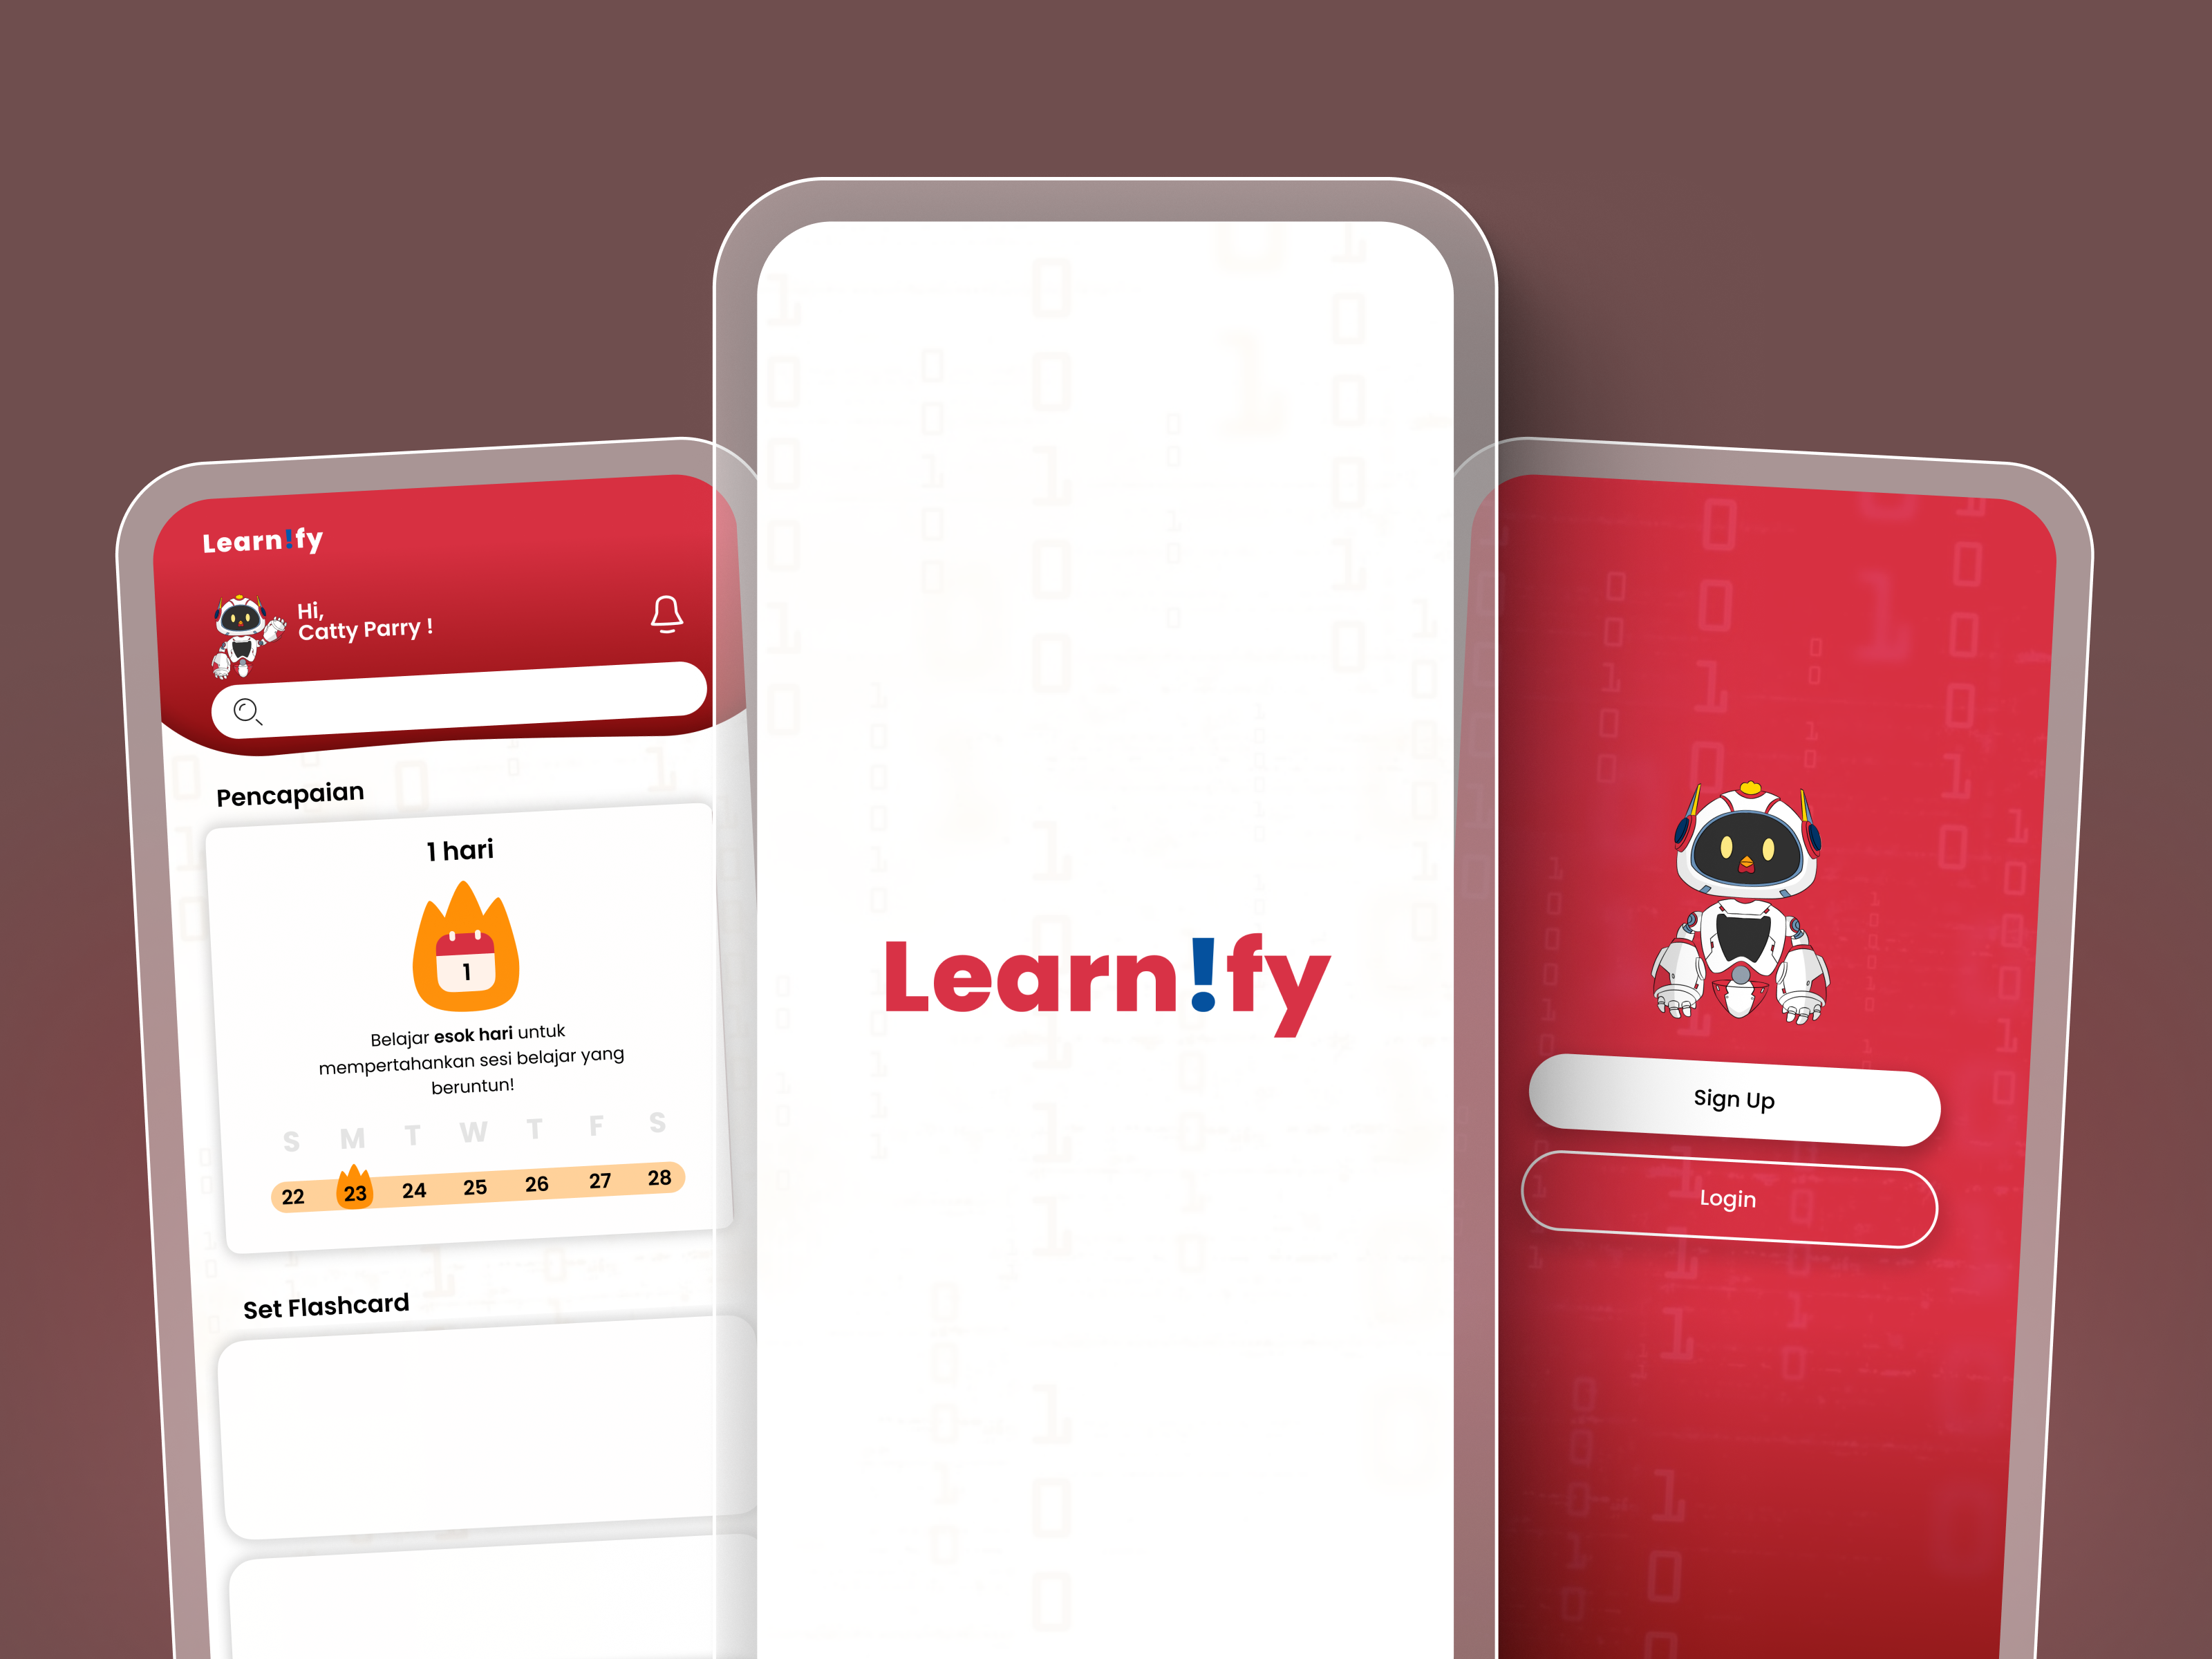 Learn!fy
Hi,
Catty Parry !
Pencapaian
1 hari
1
Belajar esok hari untuk
mempertahankan sesi belajar yang
beruntun!
S M T W T F S
22 23 24 25 26 27 28
Set Flashcard
Learn!fy
Sign Up
Login